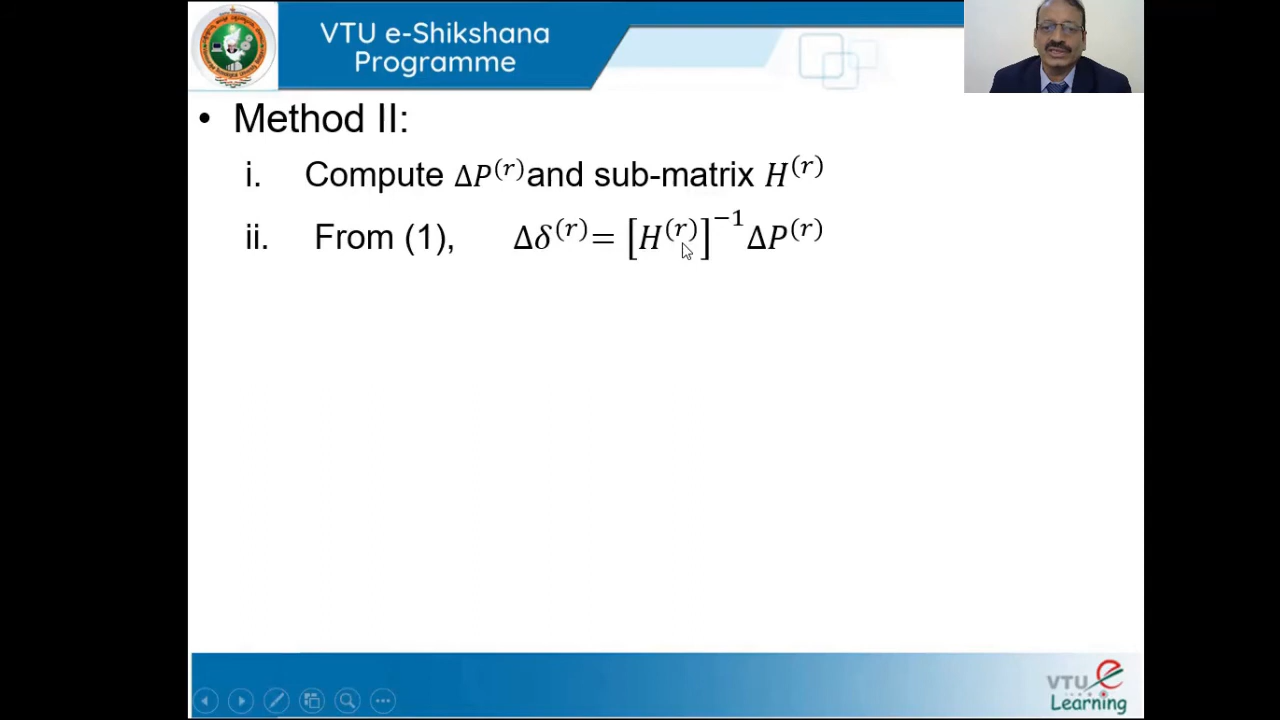 VTU e-Shikshana
Programme
• Method II:
i. Compute ΔP^(r) and sub-matrix H^(r)
ii. From (1), Δδ^(r) = [H^(r)]^−1 ΔP^(r)
VTU e
Learning